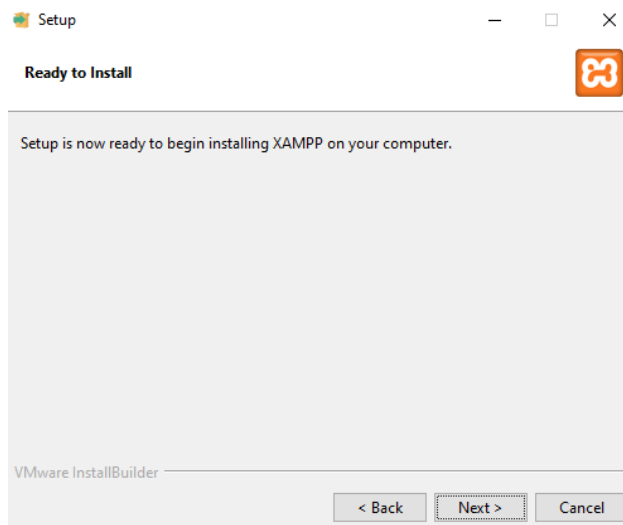 Setup
Ready to Install
Setup is now ready to begin installing XAMPP on your computer.
VMware InstallBuilder
< Back
Next >
Cancel